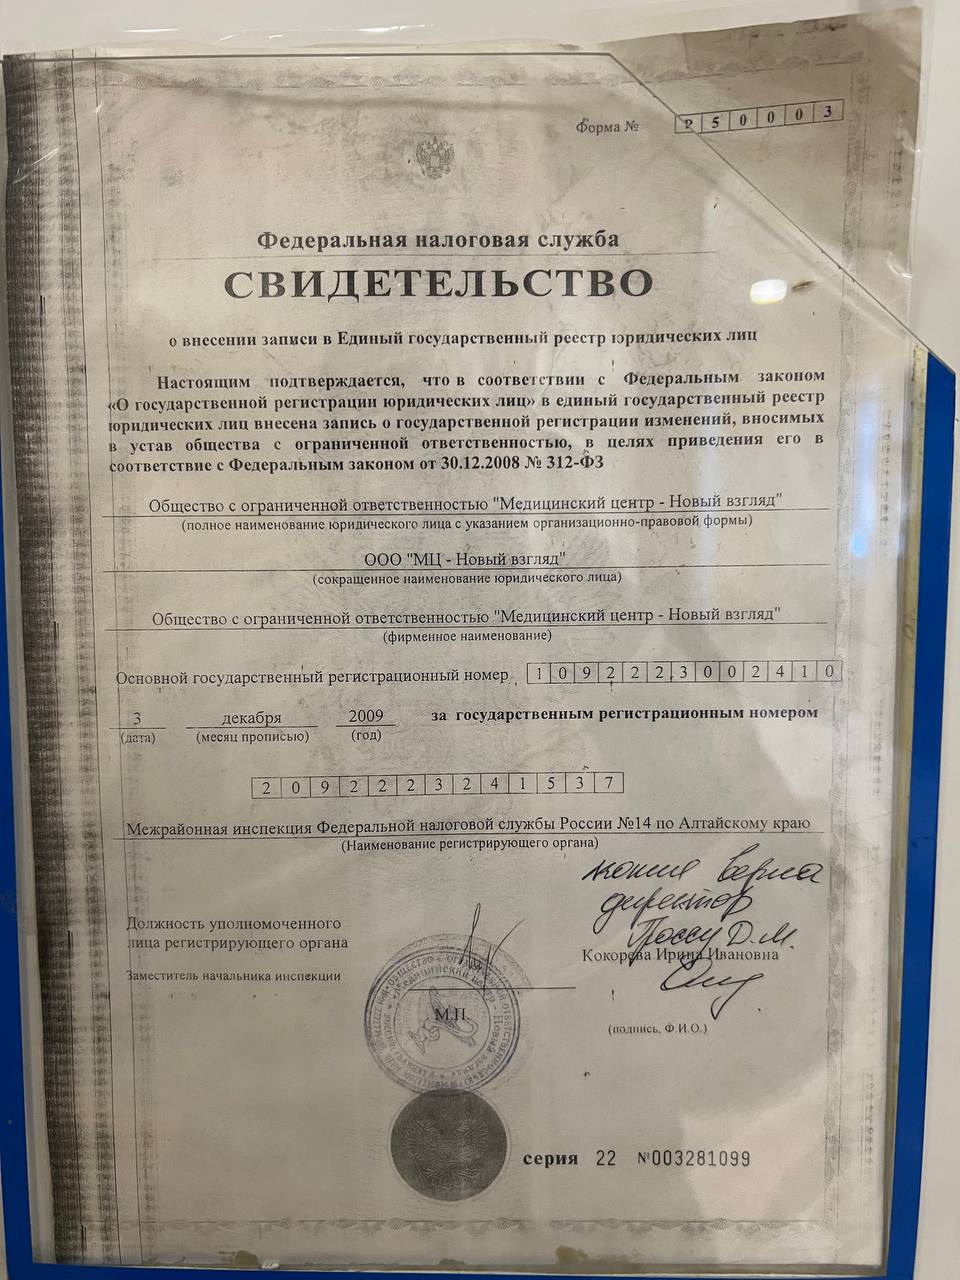 Форма № Р50003
Федеральная налоговая служба
СВИДЕТЕЛЬСТВО
о внесении записи в Единый государственный реестр юридических лиц
Настоящим подтверждается, что в соответствии с Федеральным законом
«О государственной регистрации юридических лиц» в единый государственный реестр
юридических лиц внесена запись о государственной регистрации изменений, вносимых
в устав общества с ограниченной ответственностью, в целях приведения его в
соответствие с Федеральным законом от 30.12.2008 № 312-ФЗ
Общество с ограниченной ответственностью "Медицинский центр - Новый взгляд"
(полное наименование юридического лица с указанием организационно-правовой формы)
ООО "МЦ - Новый взгляд"
(сокращенное наименование юридического лица)
Общество с ограниченной ответственностью "Медицинский центр - Новый взгляд"
(фирменное наименование)
Основной государственный регистрационный номер 1092223002410
3 декабря 2009 за государственным регистрационным номером
(дата) (месяц прописью) (год)
2092223241537
Межрайонная инспекция Федеральной налоговой службы России №14 по Алтайскому краю
(Наименование регистрирующего органа)
копия верна
директор
Должность уполномоченного
лица регистрирующего органа
Д.М.
Кокорева Ирина Ивановна
Заместитель начальника инспекции
М.П.
(подпись, Ф.И.О.)
серия 22 №003281099